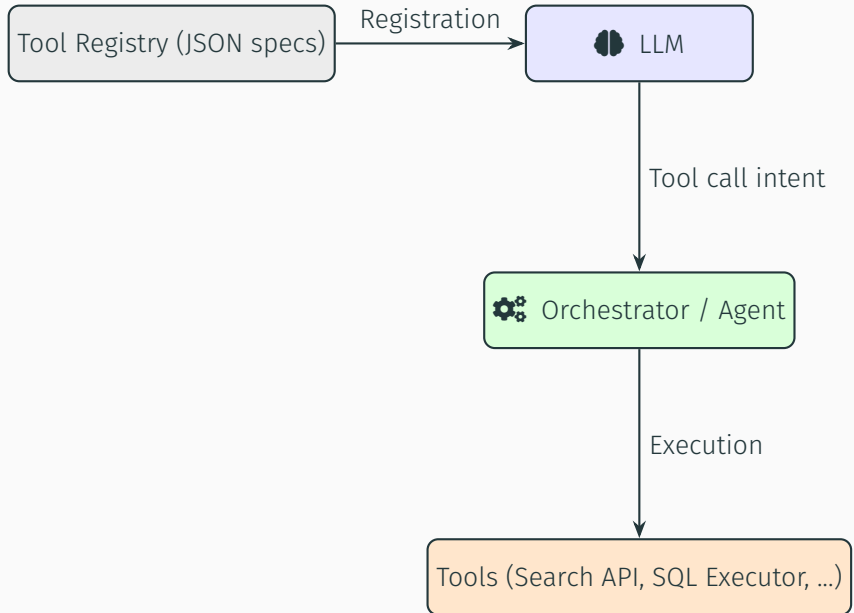 Tool Registry (JSON specs)
Registration
LLM
Tool call intent
Orchestrator / Agent
Execution
Tools (Search API, SQL Executor, ...)